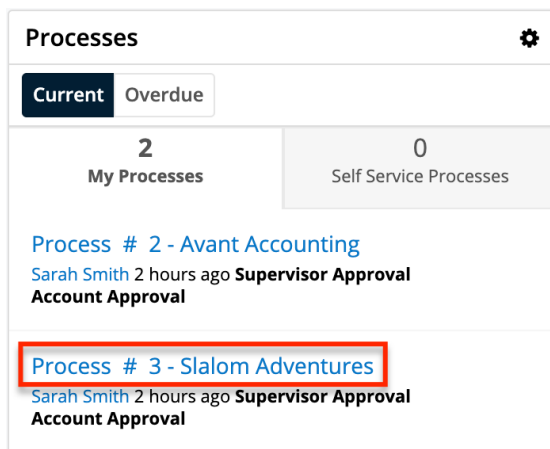 Processes
Current Overdue
2 0
My Processes Self Service Processes
Process # 2 - Avant Accounting
Sarah Smith 2 hours ago Supervisor Approval
Account Approval
Process # 3 - Slalom Adventures
Sarah Smith 2 hours ago Supervisor Approval
Account Approval